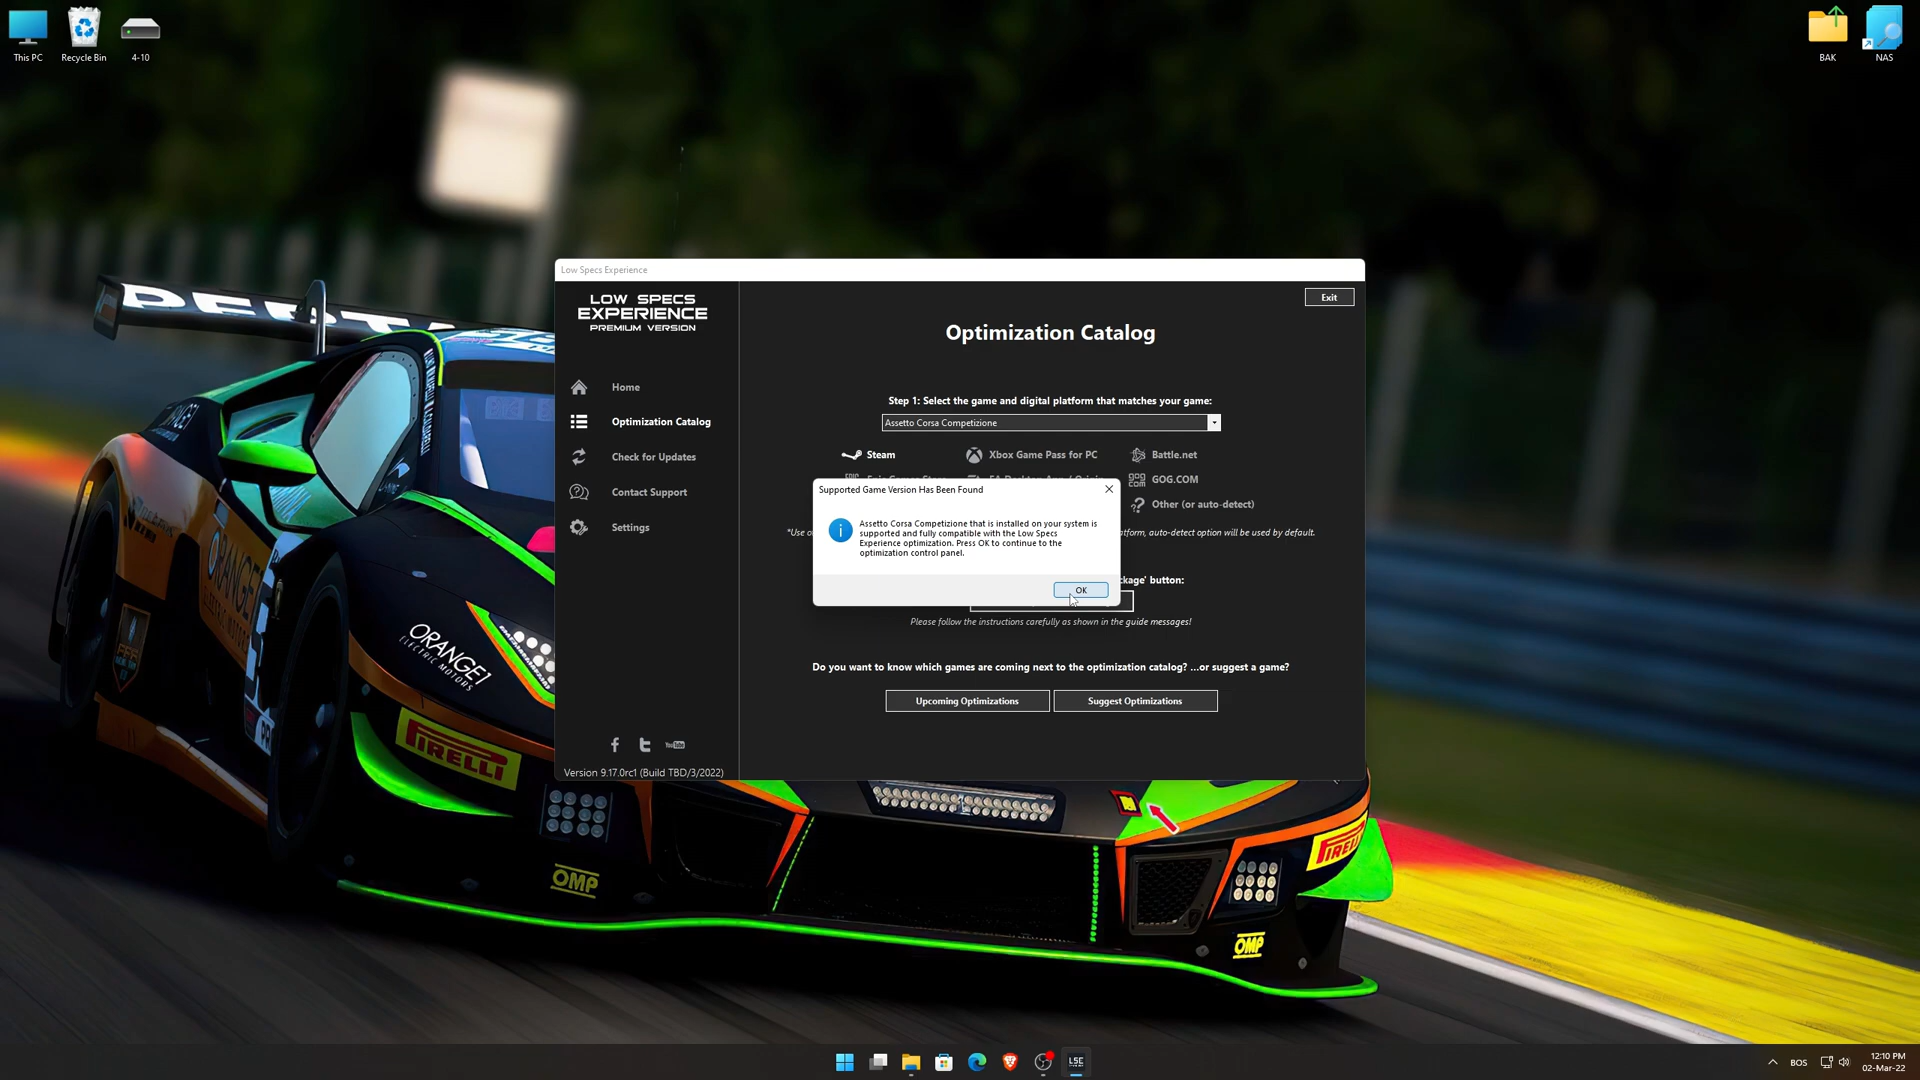 This PC
Recycle Bin
4-10
BAK
NAS
Low Specs Experience
LOW SPECS
EXPERIENCE
PREMIUM VERSION
Exit
Optimization Catalog
Home
Optimization Catalog
Check for Updates
Contact Support
Settings
Step 1: Select the game and digital platform that matches your game:
Assetto Corsa Competizione
Steam
Xbox Game Pass for PC
Battle.net
GOG.COM
Other (or auto-detect)
*Use o
atform, auto-detect option will be used by default.
Supported Game Version Has Been Found
Assetto Corsa Competizione that is installed on your system is
supported and fully compatible with the Low Specs
Experience optimization. Press OK to continue to the
optimization control panel.
OK
ckage' button:
Please follow the instructions carefully as shown in the guide messages!
Do you want to know which games are coming next to the optimization catalog? ...or suggest a game?
Upcoming Optimizations
Suggest Optimizations
Version 9.17.0rc1 (Build TBD/3/2022)
ORANGE1
ELECTRIC MOTORS
PIRELLI
OMP
OMP
LSE
BOS
12:10 PM
02-Mar-22